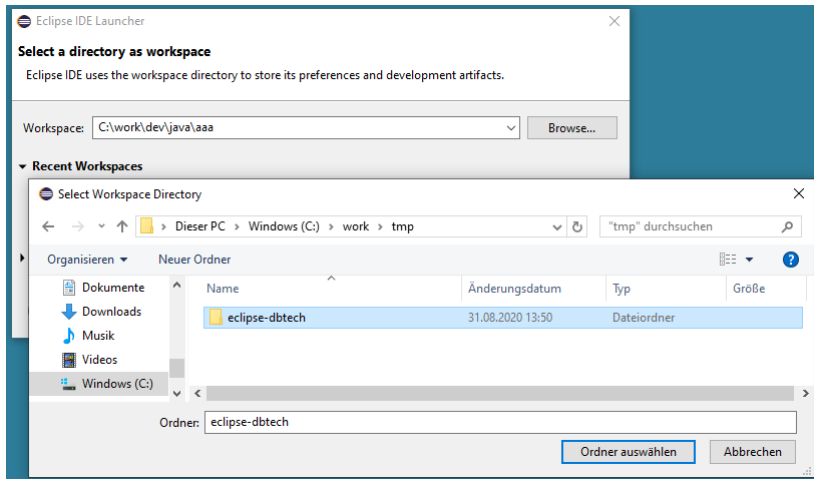 Eclipse IDE Launcher
Select a directory as workspace
Eclipse IDE uses the workspace directory to store its preferences and development artifacts.
Workspace: C:\work\dev\java\aaa Browse...
Recent Workspaces
Select Workspace Directory
Dieser PC > Windows (C:) > work > tmp "tmp" durchsuchen
Organisieren Neuer Ordner
Name Änderungsdatum Typ Größe
Dokumente
Downloads
Musik
Videos
Windows (C:)
eclipse-dbtech 31.08.2020 13:50 Dateiordner
Ordner: eclipse-dbtech
Ordner auswählen Abbrechen